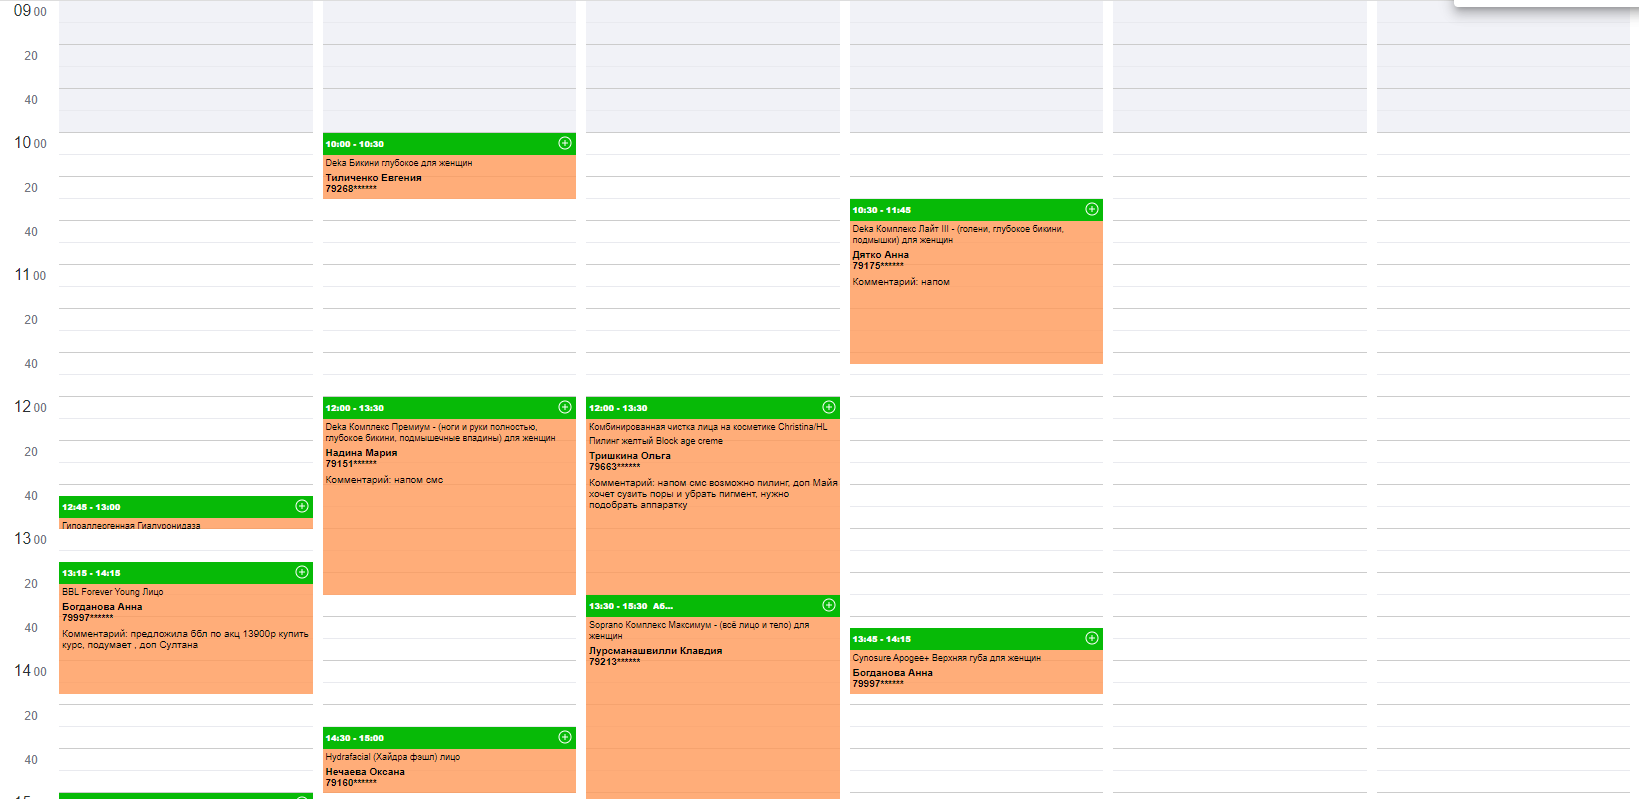 09 00
20
40
10 00
20
40
11 00
20
40
12 00
20
40
13 00
20
40
14 00
20
40
12:45 - 13:00
Гипоаллергенная Гиалуронидаза
13:15 - 14:15
BBL Forever Young Лицо
Богданова Анна
79997******
Комментарий: предложила ббл по акц 13900р купить
курс, подумает , доп Султана
10:00 - 10:30
Deka Бикини глубокое для женщин
Тиличенко Евгения
79268******
12:00 - 13:30
Deka Комплекс Премиум - (ноги и руки полностью,
глубокое бикини, подмышечные впадины) для женщин
Надина Мария
79151******
Комментарий: напом смс
14:30 - 15:00
Hydrafacial (Хайдра фэшл) лицо
Нечаева Оксана
79160******
12:00 - 13:30
Комбинированная чистка лица на косметике Christina/HL
Пилинг желтый Block age creme
Тришкина Ольга
79663******
Комментарий: напом смс возможно пилинг, доп Майя
хочет сузить поры и убрать пигмент, нужно
подобрать аппаратку
13:30 - 15:30 Аб...
Soprano Комплекс Максимум - (всё лицо и тело) для
женщин
Лурсманашвилли Клавдия
79213******
10:30 - 11:45
Deka Комплекс Лайт III - (голени, глубокое бикини,
подмышки) для женщин
Дятко Анна
79175******
Комментарий: напом
13:45 - 14:15
Cynosure Apogee+ Верхняя губа для женщин
Богданова Анна
79997******